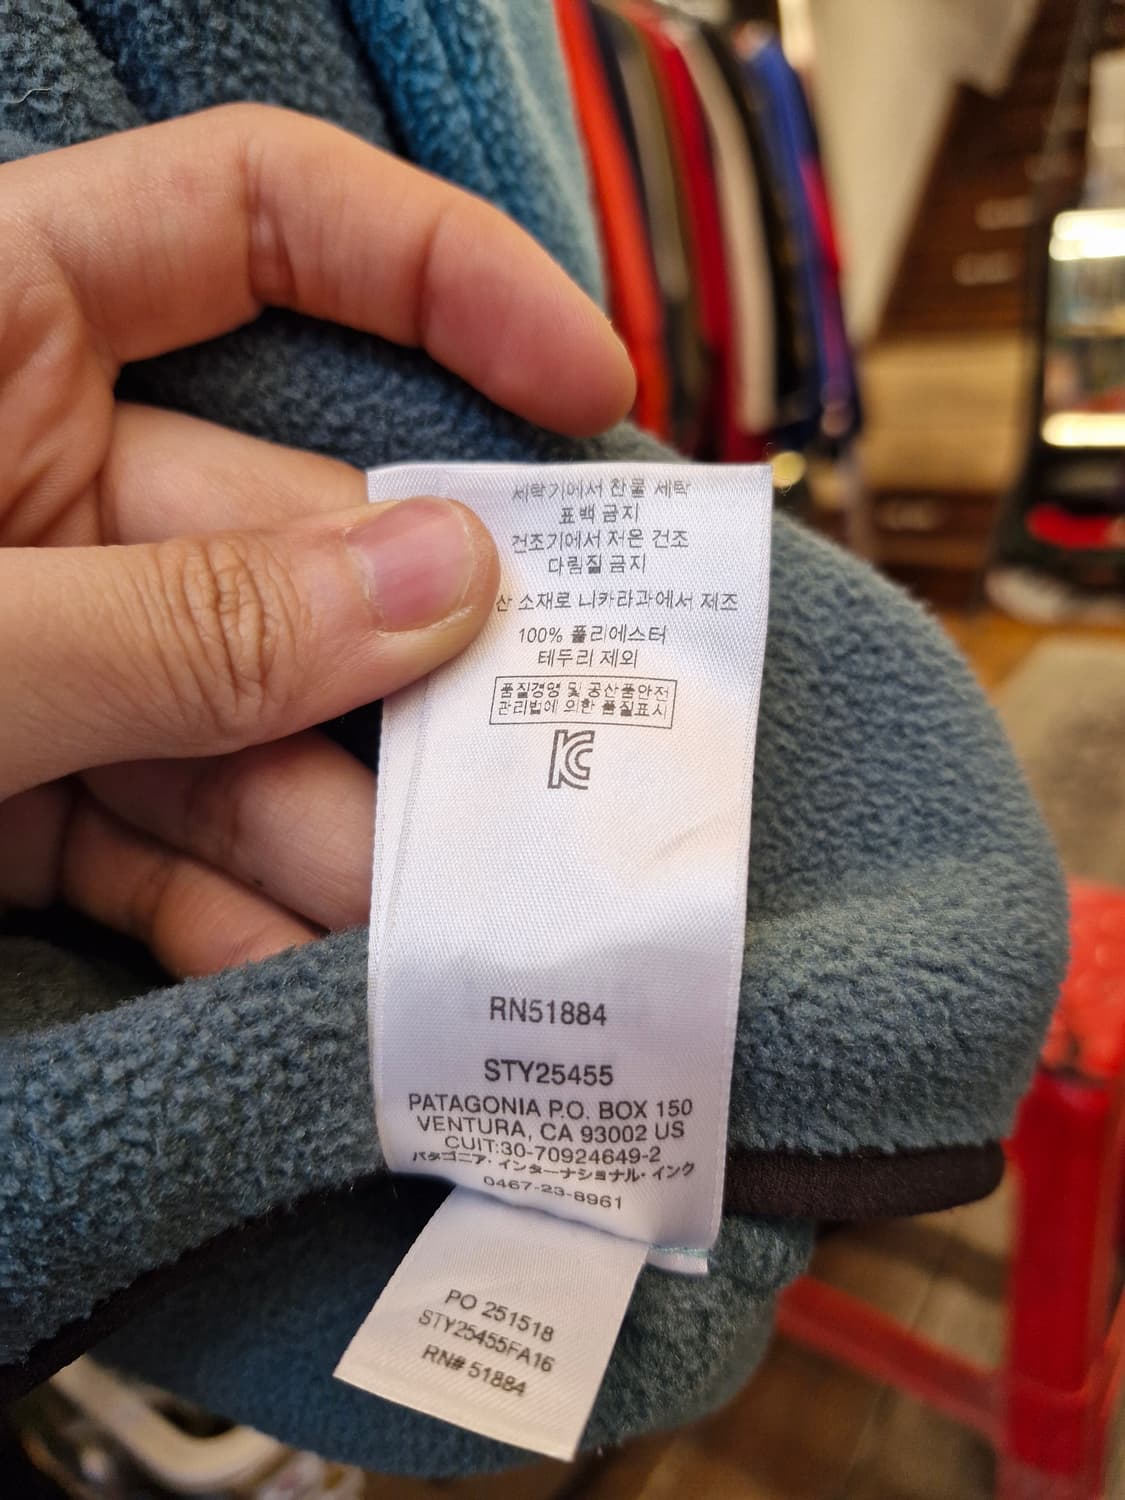 세탁기에서 찬물 세탁
표백 금지
건조기에서 저온 건조
다림질 금지
산 소재로 니카라과에서 제조
100% 폴리에스터
테두리 제외
품질경영 및 공산품안전
관리법에 의한 품질표시
KC
RN51884
STY25455
PATAGONIA P.O. BOX 150
VENTURA, CA 93002 US
CUIT:30-70924649-2
パタゴニア・インターナショナル・インク
0467-23-8961
PO 251518
STY25455FA16
RN# 51884